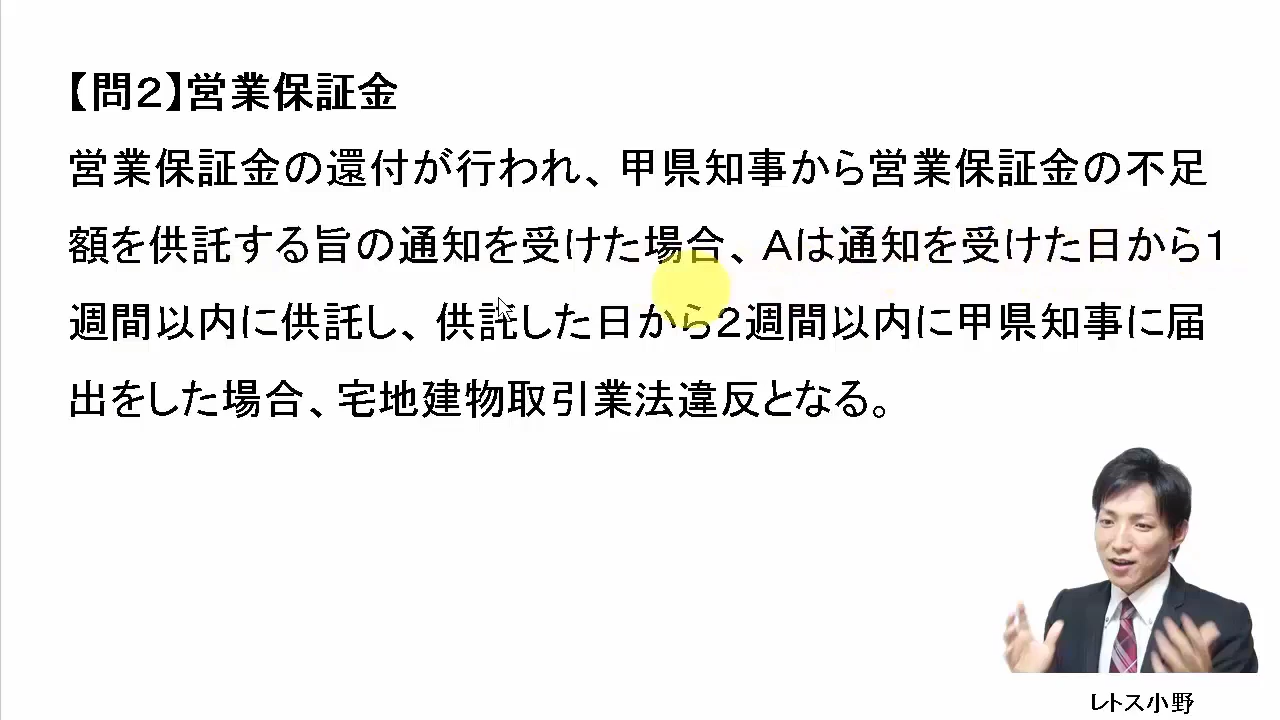 【問２】営業保証金
営業保証金の還付が行われ、甲県知事から営業保証金の不足
額を供託する旨の通知を受けた場合、Ａは通知を受けた日から１
週間以内に供託し、供託した日から２週間以内に甲県知事に届
出をした場合、宅地建物取引業法違反となる。
レトス小野